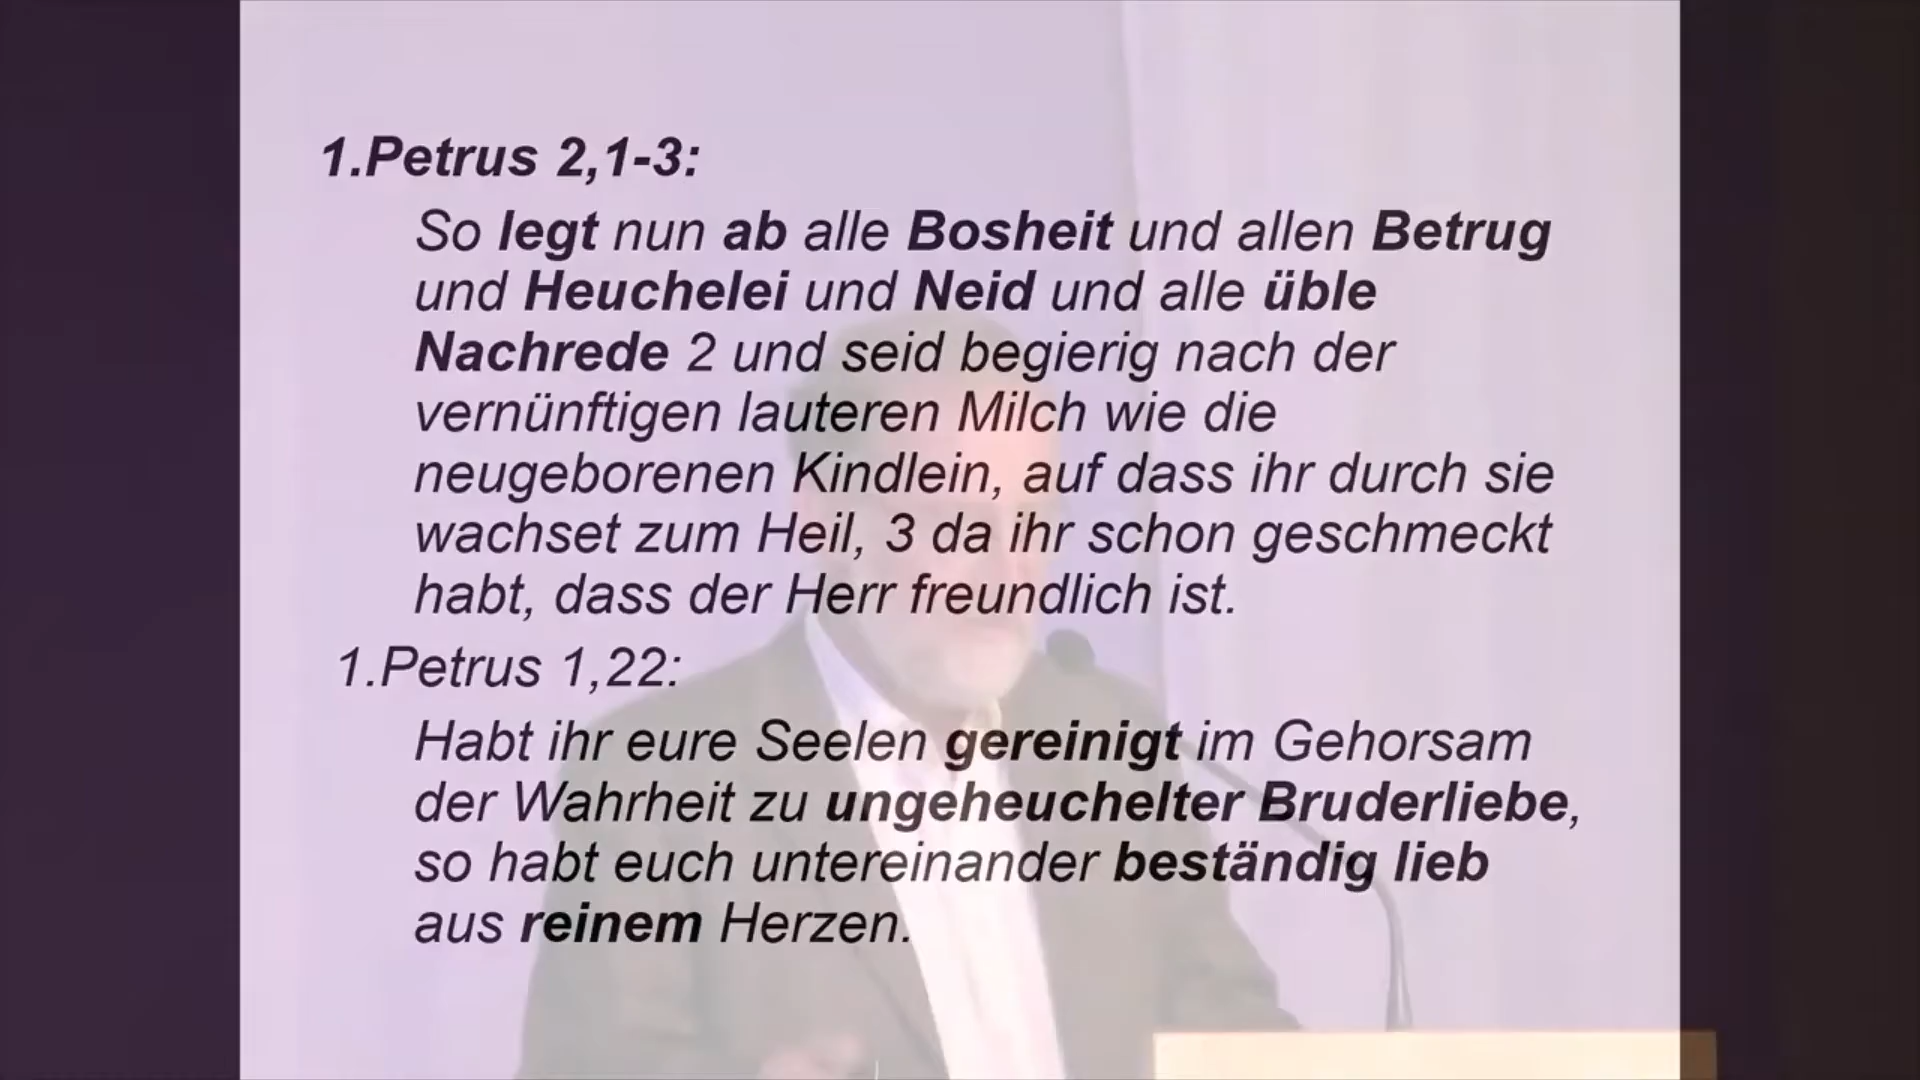 1.Petrus 2,1-3:
So legt nun ab alle Bosheit und allen Betrug
und Heuchelei und Neid und alle üble
Nachrede 2 und seid begierig nach der
vernünftigen lauteren Milch wie die
neugeborenen Kindlein, auf dass ihr durch sie
wachset zum Heil, 3 da ihr schon geschmeckt
habt, dass der Herr freundlich ist.
1.Petrus 1,22:
Habt ihr eure Seelen gereinigt im Gehorsam
der Wahrheit zu ungeheuchelter Bruderliebe,
so habt euch untereinander beständig lieb
aus reinem Herzen.